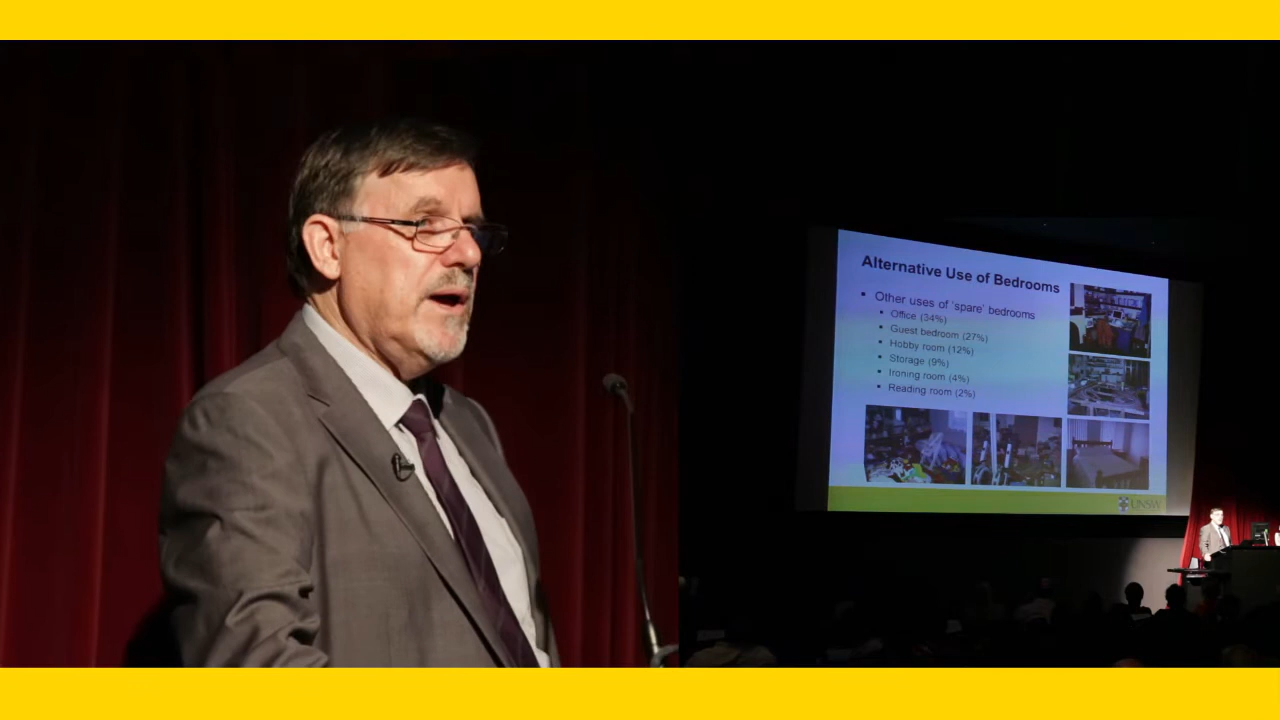 Alternative Use of Bedrooms
▪ Other uses of 'spare' bedrooms
▪ Office (34%)
▪ Guest bedroom (27%)
▪ Hobby room (12%)
▪ Storage (9%)
▪ Ironing room (4%)
▪ Reading room (2%)
UNSW